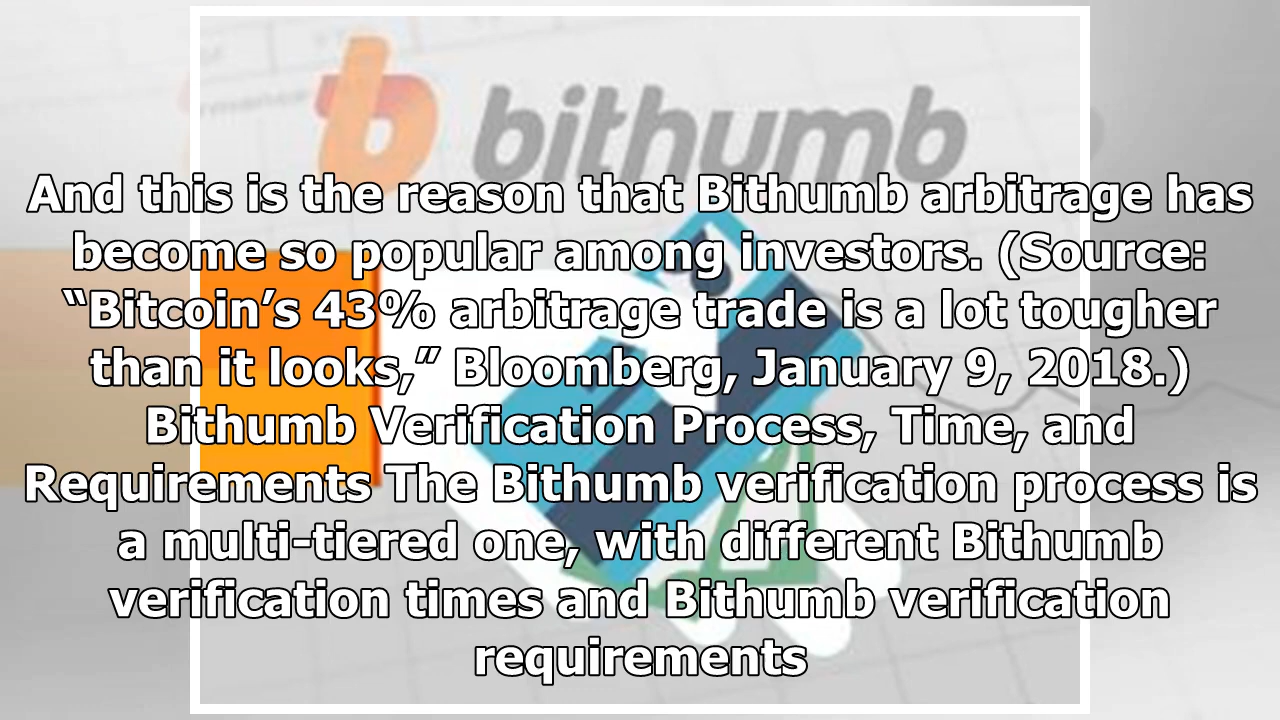 bithumb
And this is the reason that Bithumb arbitrage has
become so popular among investors. (Source:
“Bitcoin’s 43% arbitrage trade is a lot tougher
than it looks,” Bloomberg, January 9, 2018.)
Bithumb Verification Process, Time, and
Requirements The Bithumb verification process is
a multi-tiered one, with different Bithumb
verification times and Bithumb verification
requirements